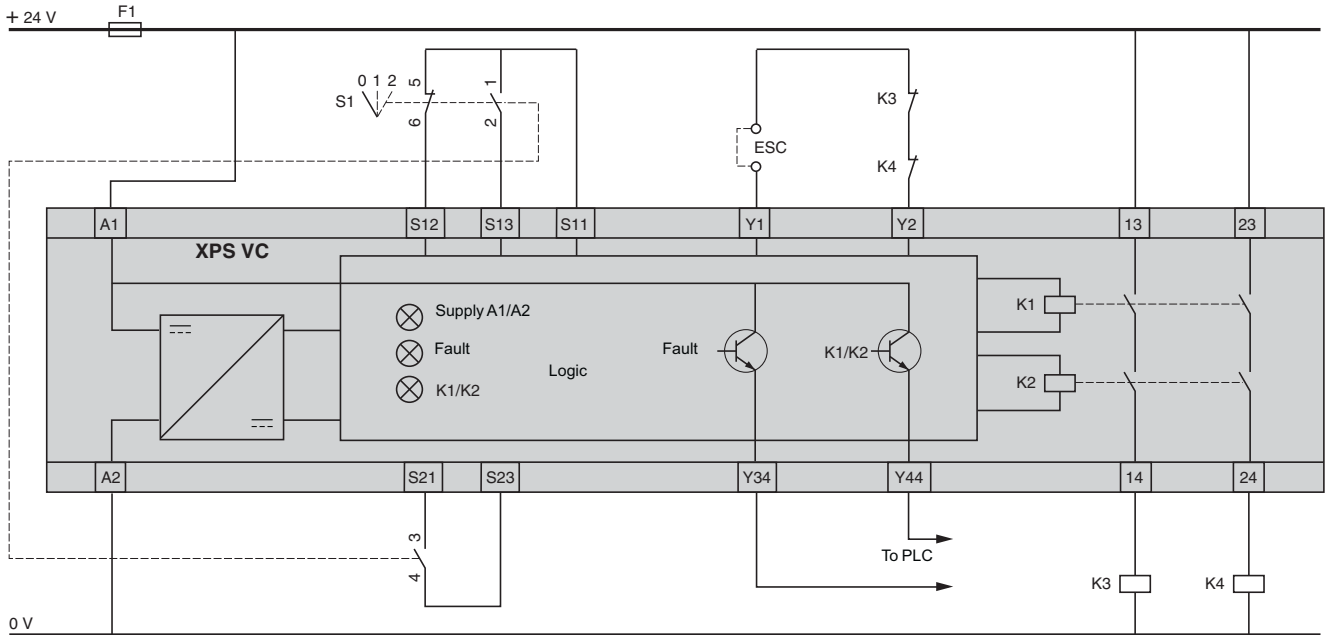 + 24 V
F1
0 1 2
S1
5
6
1
2
K3
ESC
K4
A1
S12
S13
S11
Y1
Y2
13
23
XPS VC
Supply A1/A2
Fault
K1/K2
Logic
Fault
K1/K2
K1
K2
A2
S21
S23
Y34
Y44
14
24
3
4
To PLC
K3
K4
0 V